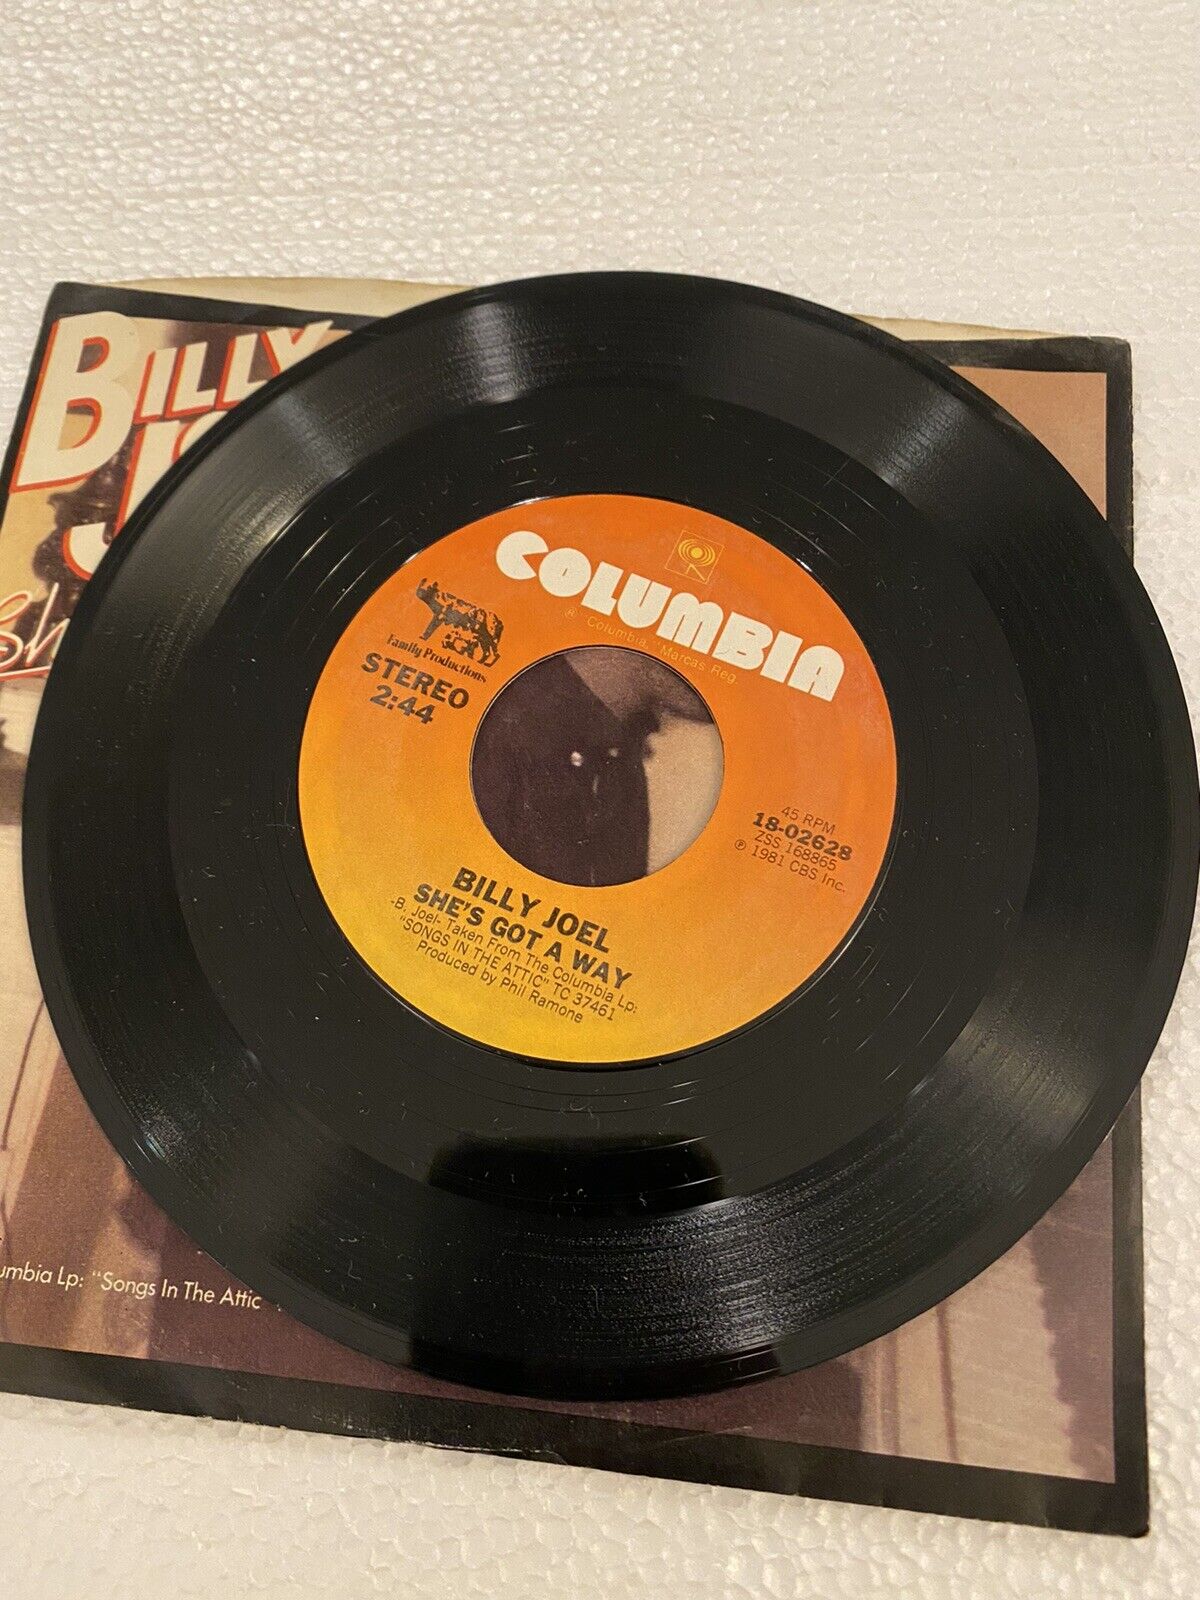 BILLY
COLUMBIA
® "Columbia," Marcas Reg.
Family Productions
STEREO
2:44
45 RPM
18-02628
ZSS 168865
℗ 1981 CBS Inc.
BILLY JOEL
SHE'S GOT A WAY
-B. Joel- Taken From The Columbia Lp:
"SONGS IN THE ATTIC" TC 37461
Produced by Phil Ramone
Lp: "Songs In The Attic